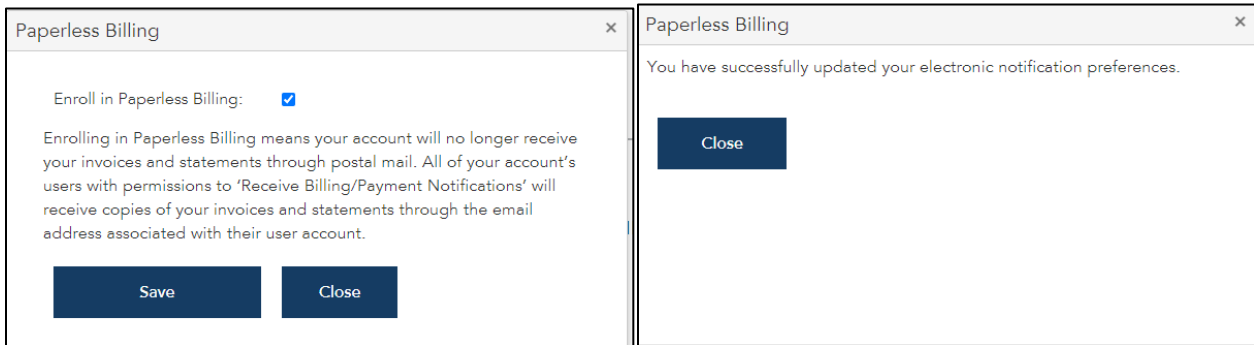 Paperless Billing ×
Enroll in Paperless Billing:
Enrolling in Paperless Billing means your account will no longer receive
your invoices and statements through postal mail. All of your account’s
users with permissions to ‘Receive Billing/Payment Notifications’ will
receive copies of your invoices and statements through the email
address associated with their user account.
Save
Close
Paperless Billing ×
You have successfully updated your electronic notification preferences.
Close